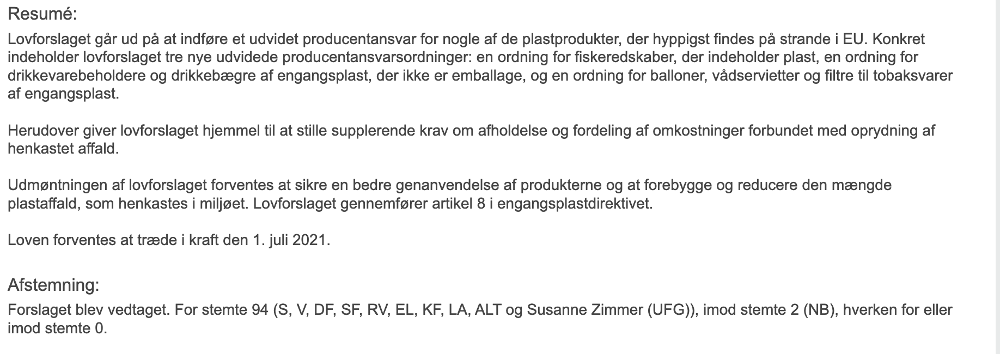 Resumé:
Lovforslaget går ud på at indføre et udvidet producentansvar for nogle af de plastprodukter, der hyppigst findes på strande i EU. Konkret
indeholder lovforslaget tre nye udvidede producentansvarsordninger: en ordning for fiskeredskaber, der indeholder plast, en ordning for
drikkevarebeholdere og drikkebægre af engangsplast, der ikke er emballage, og en ordning for balloner, vådservietter og filtre til tobaksvarer
af engangsplast.
Herudover giver lovforslaget hjemmel til at stille supplerende krav om afholdelse og fordeling af omkostninger forbundet med oprydning af
henkastet affald.
Udmøntningen af lovforslaget forventes at sikre en bedre genanvendelse af produkterne og at forebygge og reducere den mængde
plastaffald, som henkastes i miljøet. Lovforslaget gennemfører artikel 8 i engangsplastdirektivet.
Loven forventes at træde i kraft den 1. juli 2021.
Afstemning:
Forslaget blev vedtaget. For stemte 94 (S, V, DF, SF, RV, EL, KF, LA, ALT og Susanne Zimmer (UFG)), imod stemte 2 (NB), hverken for eller
imod stemte 0.